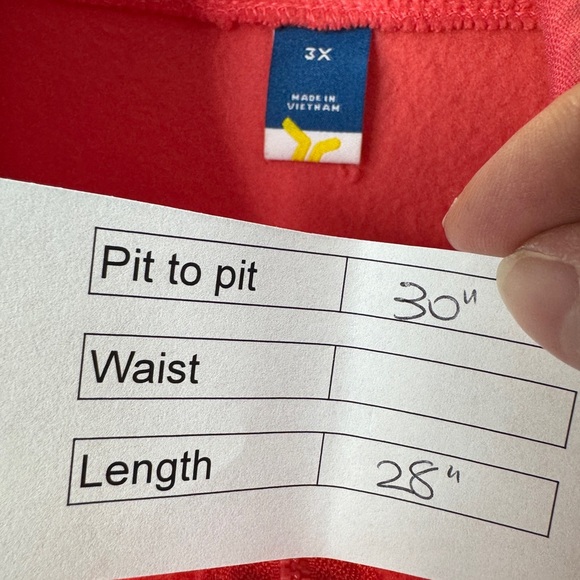 3X
MADE IN
VIETNAM
Pit to pit 30"
Waist
Length 28"